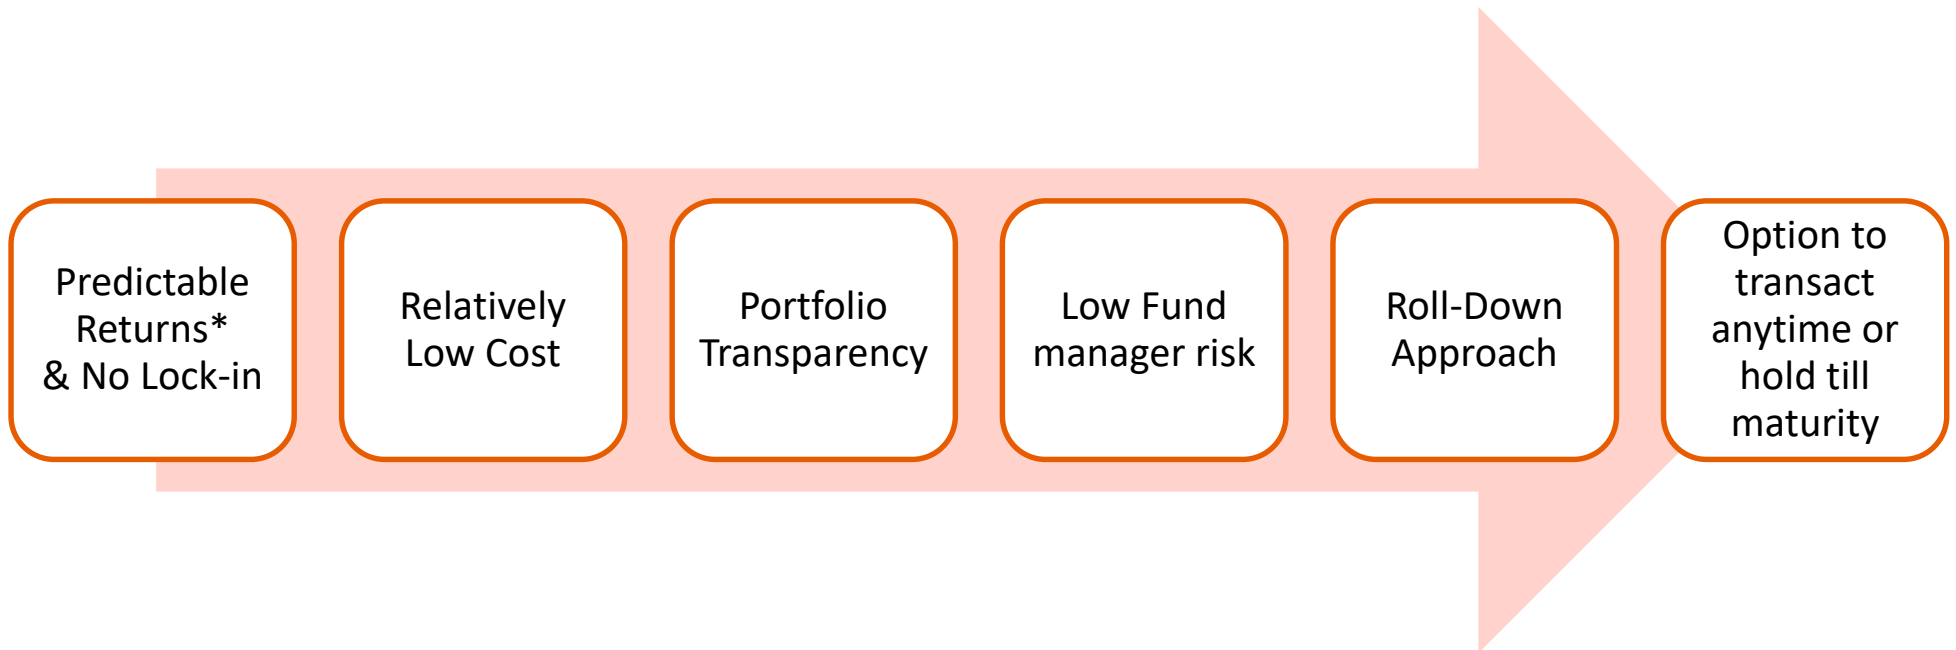 Predictable
Returns*
& No Lock-in
Relatively
Low Cost
Portfolio
Transparency
Low Fund
manager risk
Roll-Down
Approach
Option to
transact
anytime or
hold till
maturity